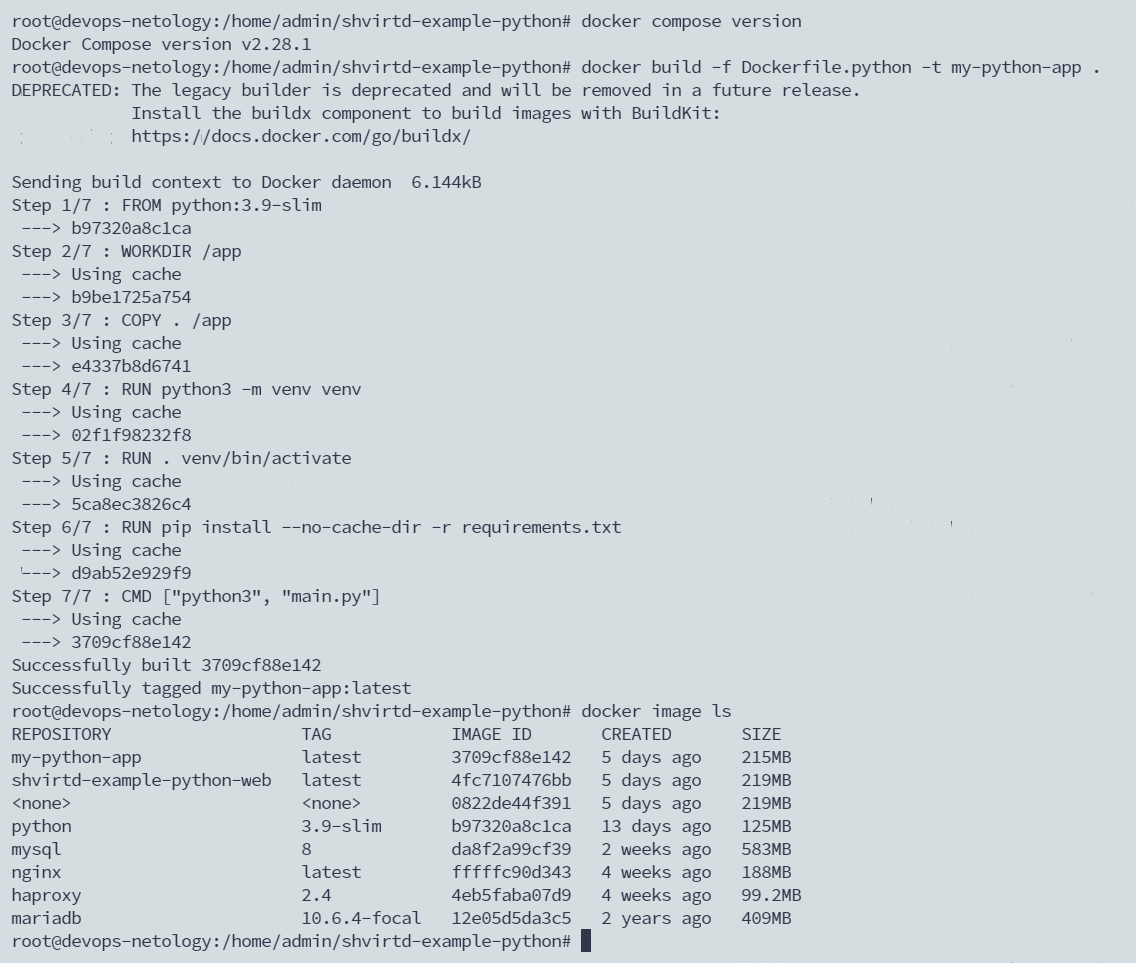 root@devops-netology:/home/admin/shvirtd-example-python# docker compose version
Docker Compose version v2.28.1
root@devops-netology:/home/admin/shvirtd-example-python# docker build -f Dockerfile.python -t my-python-app .
DEPRECATED: The legacy builder is deprecated and will be removed in a future release.
            Install the buildx component to build images with BuildKit:
            https://docs.docker.com/go/buildx/

Sending build context to Docker daemon  6.144kB
Step 1/7 : FROM python:3.9-slim
 ---> b97320a8c1ca
Step 2/7 : WORKDIR /app
 ---> Using cache
 ---> b9be1725a754
Step 3/7 : COPY . /app
 ---> Using cache
 ---> e4337b8d6741
Step 4/7 : RUN python3 -m venv venv
 ---> Using cache
 ---> 02f1f98232f8
Step 5/7 : RUN . venv/bin/activate
 ---> Using cache
 ---> 5ca8ec3826c4
Step 6/7 : RUN pip install --no-cache-dir -r requirements.txt
 ---> Using cache
 ---> d9ab52e929f9
Step 7/7 : CMD ["python3", "main.py"]
 ---> Using cache
 ---> 3709cf88e142
Successfully built 3709cf88e142
Successfully tagged my-python-app:latest
root@devops-netology:/home/admin/shvirtd-example-python# docker image ls
REPOSITORY                   TAG            IMAGE ID       CREATED       SIZE
my-python-app                latest         3709cf88e142   5 days ago    215MB
shvirtd-example-python-web   latest         4fc7107476bb   5 days ago    219MB
<none>                       <none>         0822de44f391   5 days ago    219MB
python                       3.9-slim       b97320a8c1ca   13 days ago   125MB
mysql                        8              da8f2a99cf39   2 weeks ago   583MB
nginx                        latest         fffffc90d343   4 weeks ago   188MB
haproxy                      2.4            4eb5faba07d9   4 weeks ago   99.2MB
mariadb                      10.6.4-focal   12e05d5da3c5   2 years ago   409MB
root@devops-netology:/home/admin/shvirtd-example-python#